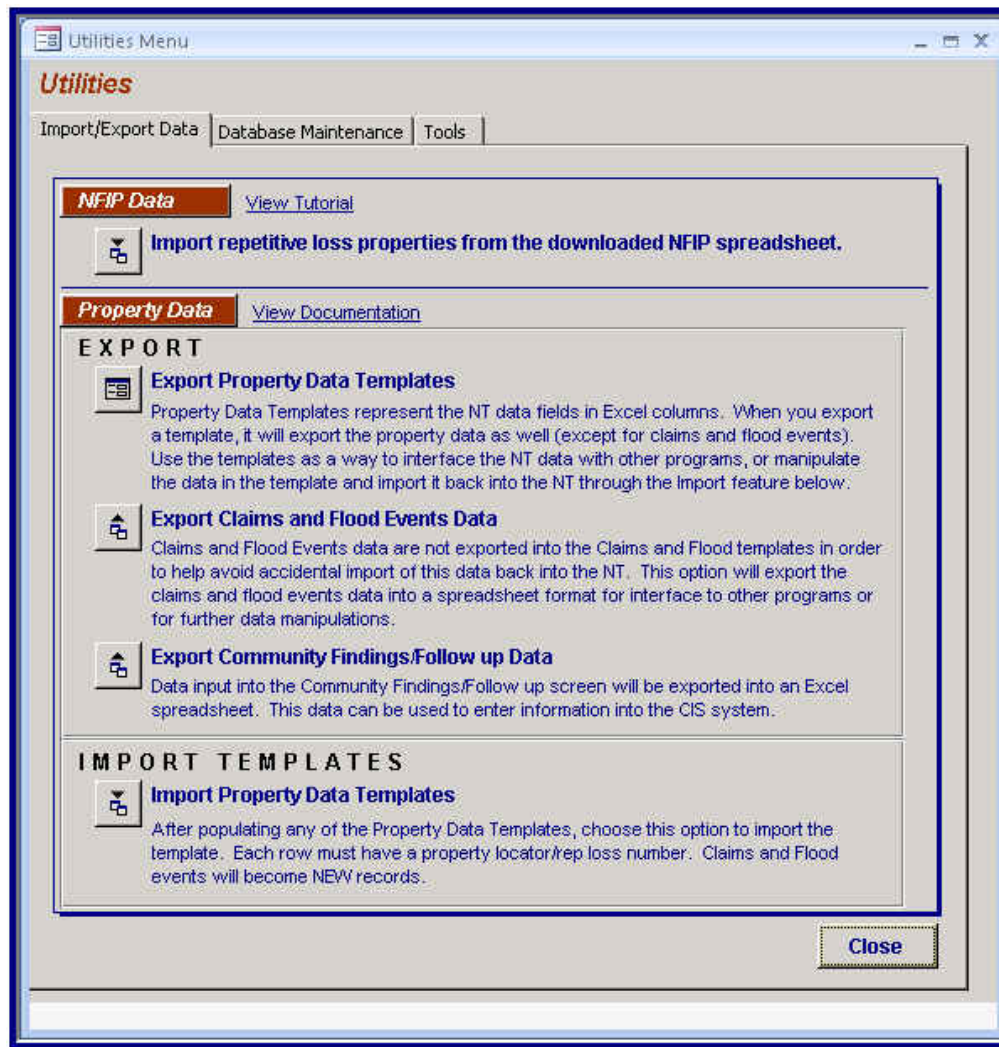 Utilities Menu
Utilities
Import/Export Data Database Maintenance Tools
NFIP Data View Tutorial
Import repetitive loss properties from the downloaded NFIP spreadsheet.
Property Data View Documentation
EXPORT
Export Property Data Templates
Property Data Templates represent the NT data fields in Excel columns. When you export
a template, it will export the property data as well (except for claims and flood events).
Use the templates as a way to interface the NT data with other programs, or manipulate
the data in the template and import it back into the NT through the Import feature below.
Export Claims and Flood Events Data
Claims and Flood Events data are not exported into the Claims and Flood templates in order
to help avoid accidental import of this data back into the NT. This option will export the
claims and flood events data into a spreadsheet format for interface to other programs or
for further data manipulations.
Export Community Findings/Follow up Data
Data input into the Community Findings/Follow up screen will be exported into an Excel
spreadsheet. This data can be used to enter information into the CIS system.
IMPORT TEMPLATES
Import Property Data Templates
After populating any of the Property Data Templates, choose this option to import the
template. Each row must have a property locator/rep loss number. Claims and Flood
events will become NEW records.
Close